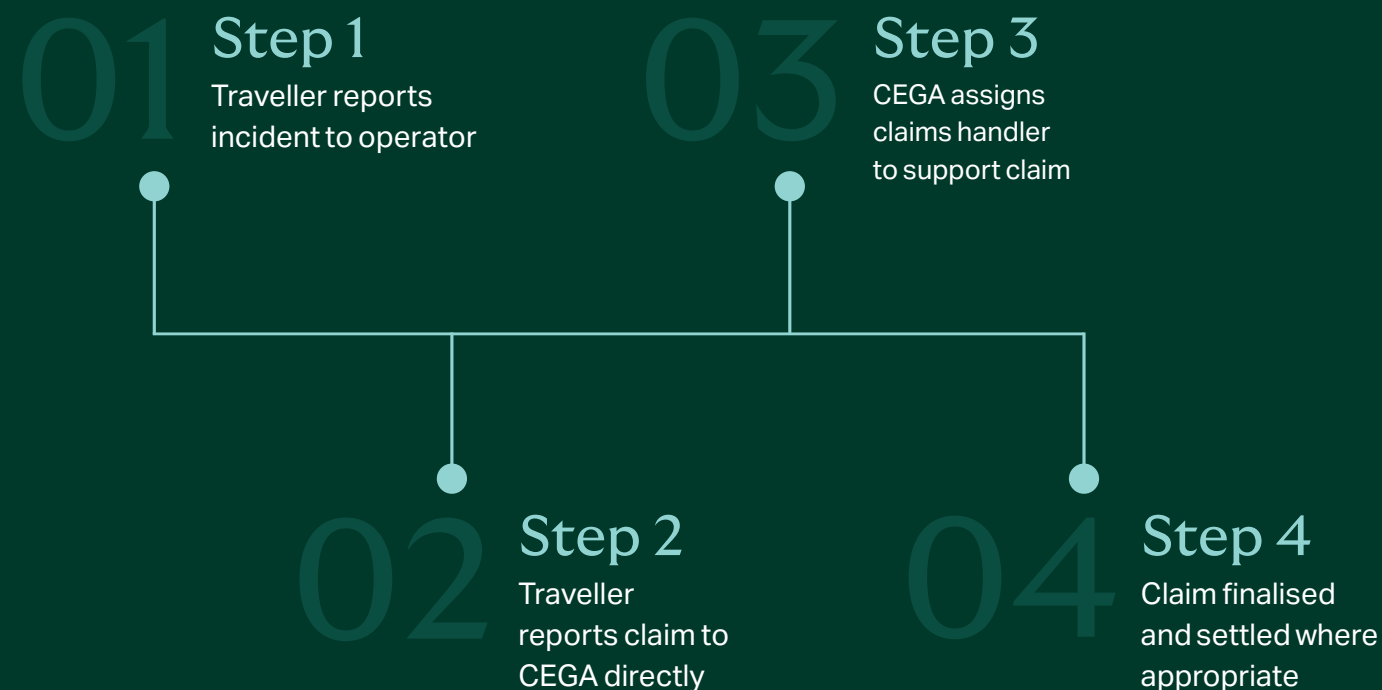 01
Step 1
Traveller reports
incident to operator
02
Step 2
Traveller
reports claim to
CEGA directly
03
Step 3
CEGA assigns
claims handler
to support claim
04
Step 4
Claim finalised
and settled where
appropriate